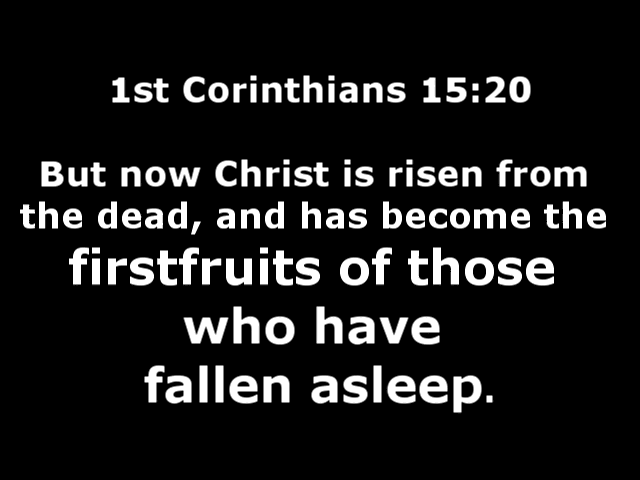 1st Corinthians 15:20
But now Christ is risen from
the dead, and has become the
firstfruits of those
who have
fallen asleep.